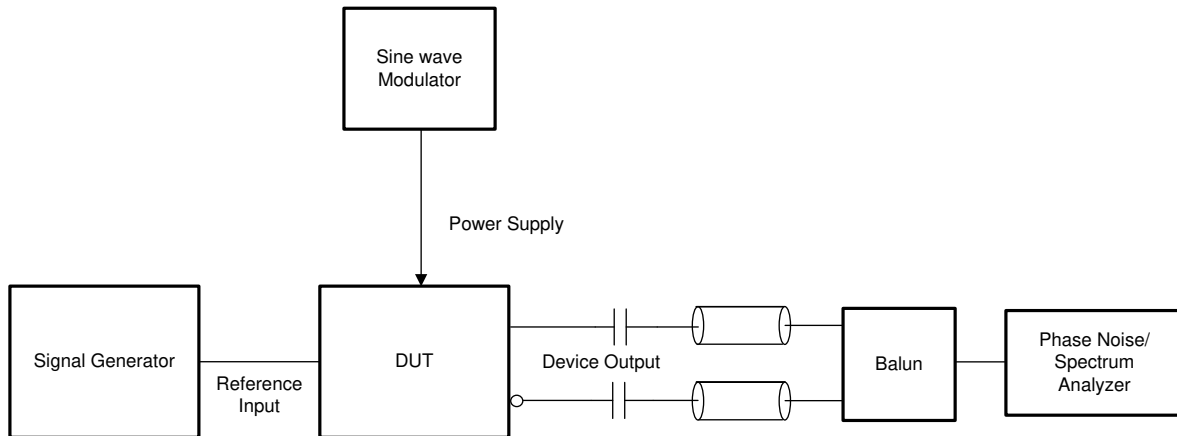 Sine wave
Modulator
Power Supply
Signal Generator
Reference
Input
DUT
Device Output
Balun
Phase Noise/
Spectrum
Analyzer